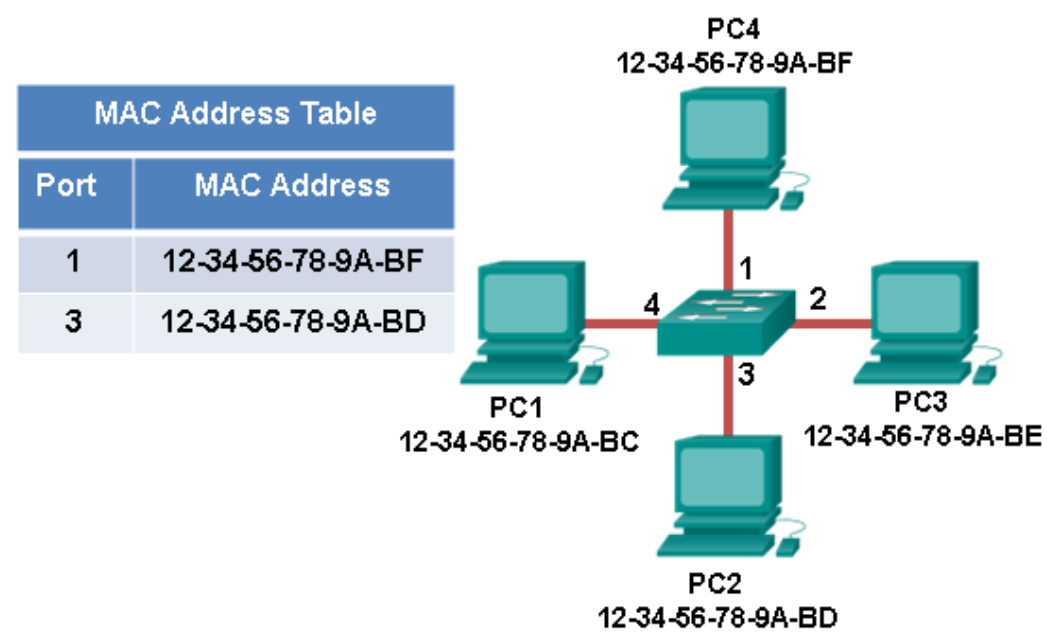 MAC Address Table
Port MAC Address
1 12-34-56-78-9A-BF
3 12-34-56-78-9A-BD
PC4
12-34-56-78-9A-BF
1
2
4
3
PC1
12-34-56-78-9A-BC
PC3
12-34-56-78-9A-BE
PC2
12-34-56-78-9A-BD